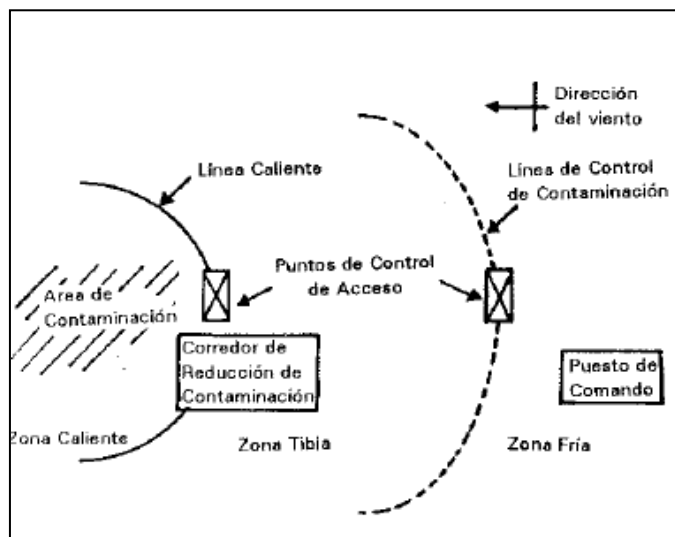 Dirección
del viento
Línea Caliente
Línea de Control
de Contaminación
Puntos de Control
de Acceso
Area de
Contaminación
Corredor de
Reducción de
Contaminación
Puesto de
Comando
Zona Caliente
Zona Tibia
Zona Fría